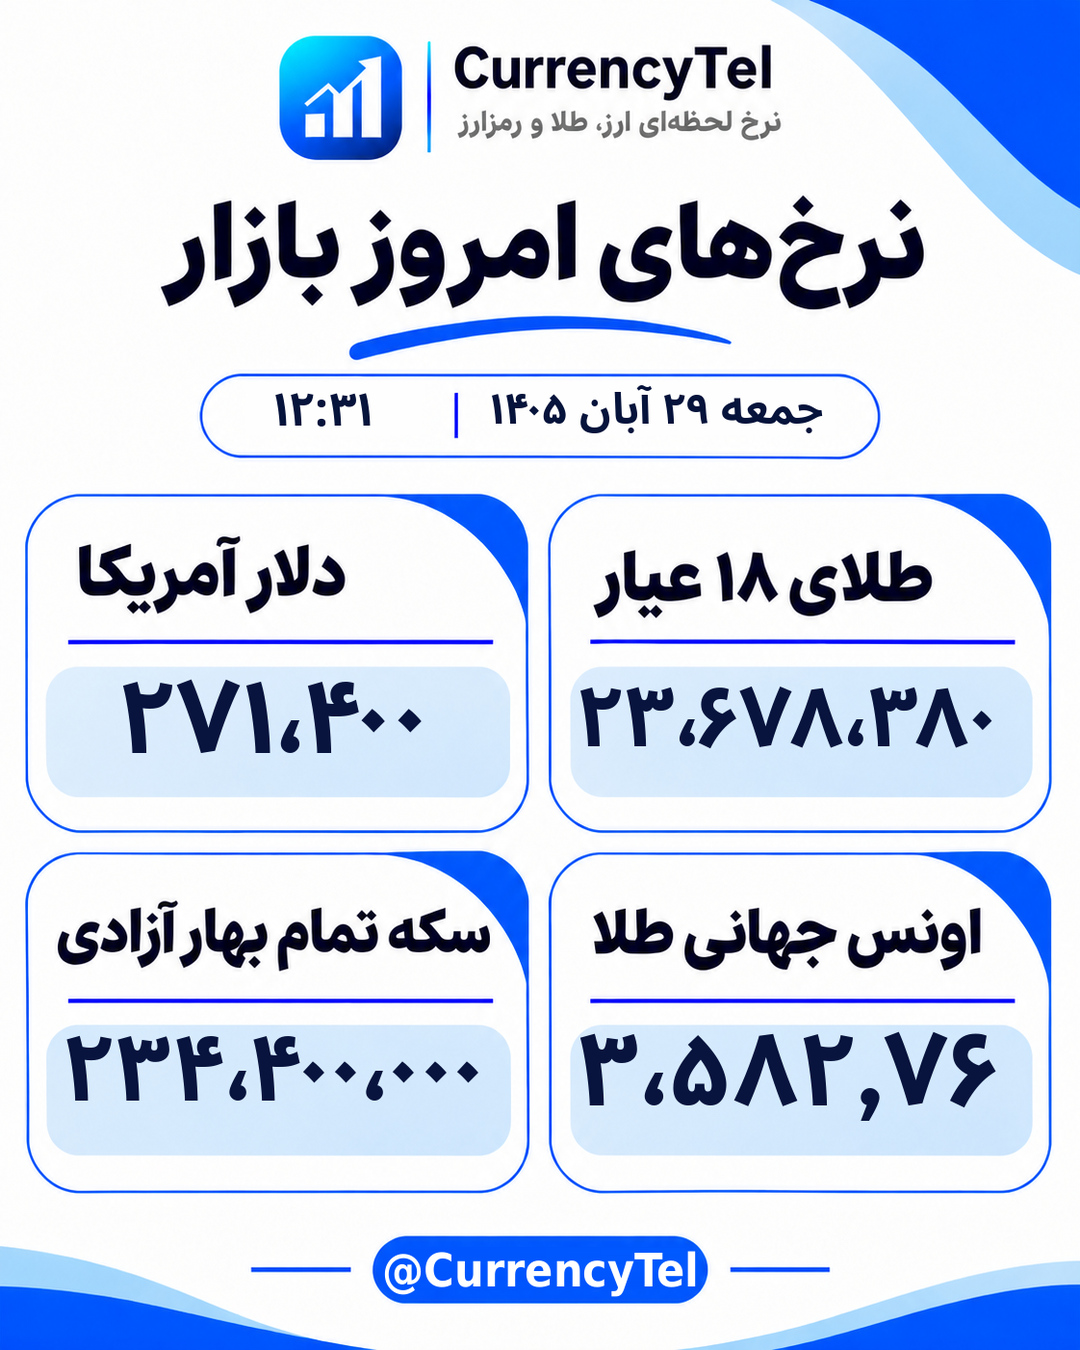 CurrencyTel
نرخ لحظه‌ای ارز، طلا و رمزارز
نرخ‌های امروز بازار
جمعه ۲۹ آبان ۱۴۰۵ | ۱۲:۳۱
طلای ۱۸ عیار
۲۳،۶۷۸،۳۸۰
دلار آمریکا
۲۷۱،۴۰۰
اونس جهانی طلا
۳،۵۸۲,۷۶
سکه تمام بهار آزادی
۲۳۴،۴۰۰،۰۰۰
@CurrencyTel